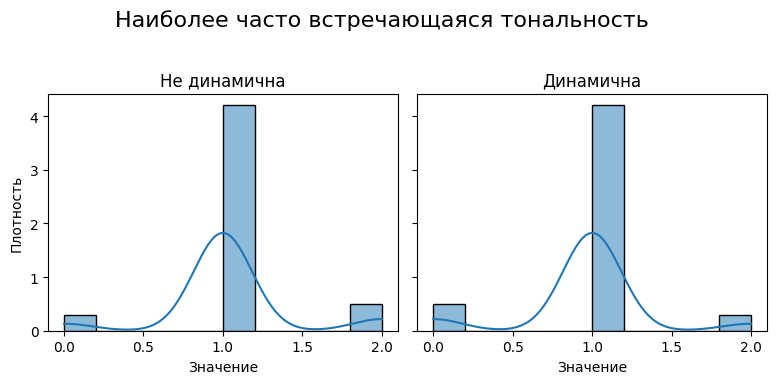 Наиболее часто встречающаяся тональность
Не динамична
Динамична
Плотность
4
3
2
1
0
0.0 0.5 1.0 1.5 2.0
0.0 0.5 1.0 1.5 2.0
Значение
Значение